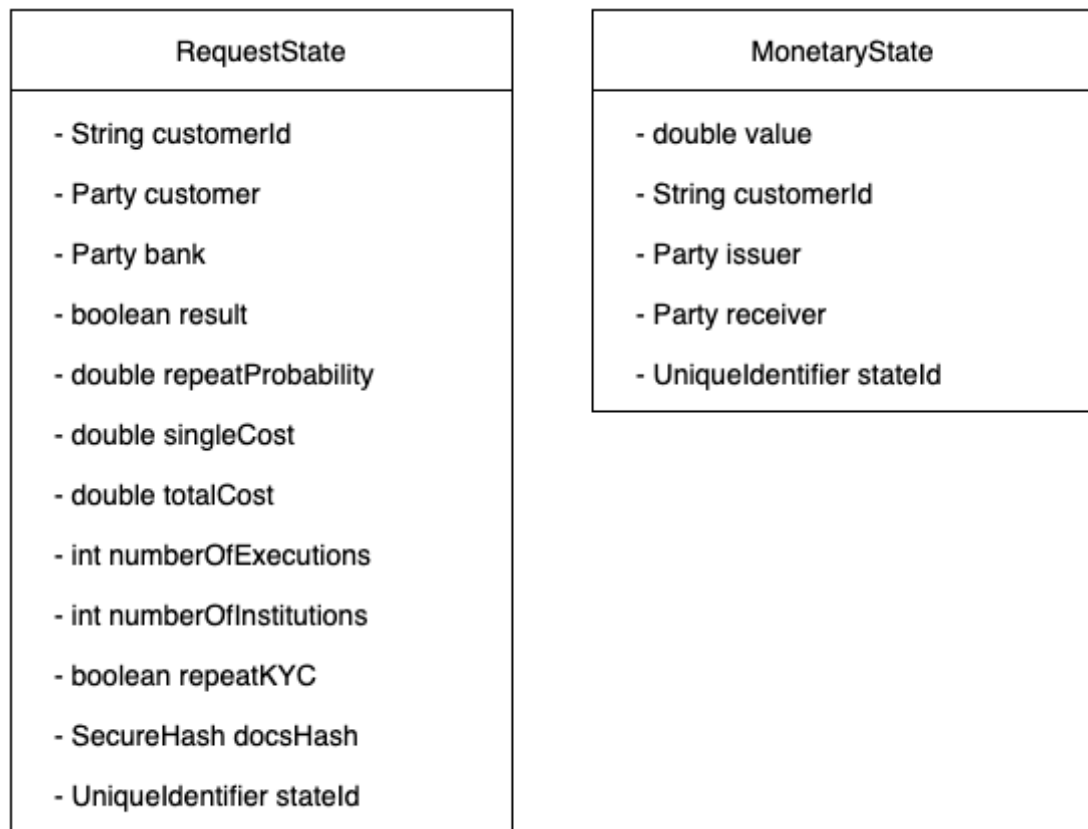 RequestState
- String customerId
- Party customer
- Party bank
- boolean result
- double repeatProbability
- double singleCost
- double totalCost
- int numberOfExecutions
- int numberOfInstitutions
- boolean repeatKYC
- SecureHash docsHash
- UniqueIdentifier stateId
MonetaryState
- double value
- String customerId
- Party issuer
- Party receiver
- UniqueIdentifier stateId